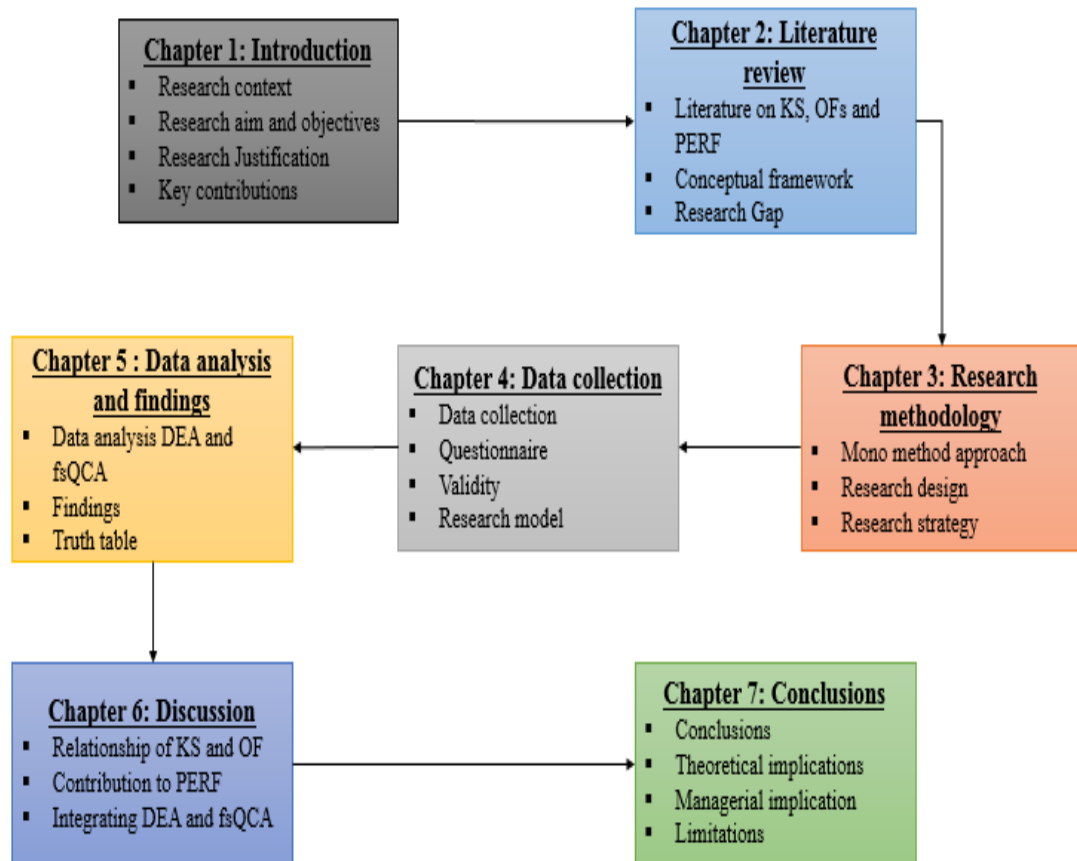 Chapter 1: Introduction
▪ Research context
▪ Research aim and objectives
▪ Research Justification
▪ Key contributions
Chapter 2: Literature
review
▪ Literature on KS, OFs and
PERF
▪ Conceptual framework
▪ Research Gap
Chapter 3: Research
methodology
▪ Mono method approach
▪ Research design
▪ Research strategy
Chapter 4: Data collection
▪ Data collection
▪ Questionnaire
▪ Validity
▪ Research model
Chapter 5 : Data analysis
and findings
▪ Data analysis DEA and
fsQCA
▪ Findings
▪ Truth table
Chapter 6: Discussion
▪ Relationship of KS and OF
▪ Contribution to PERF
▪ Integrating DEA and fsQCA
Chapter 7: Conclusions
▪ Conclusions
▪ Theoretical implications
▪ Managerial implication
▪ Limitations